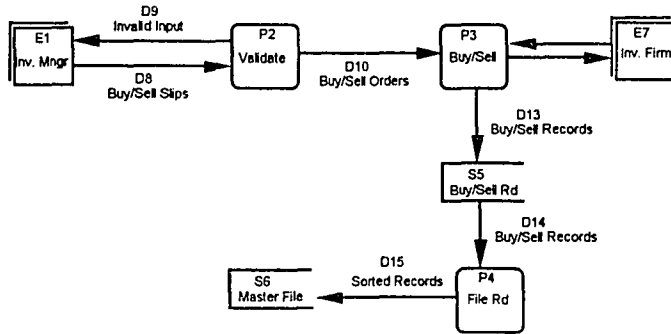 D9
Invalid Input
E1
Inv. Mngr
D8
Buy/Sell Slips
P2
Validate
D10
Buy/Sell Orders
P3
Buy/Sell
E7
Inv. Firm
D13
Buy/Sell Records
S5
Buy/Sell Rd
D14
Buy/Sell Records
D15
Sorted Records
S6
Master File
P4
File Rd